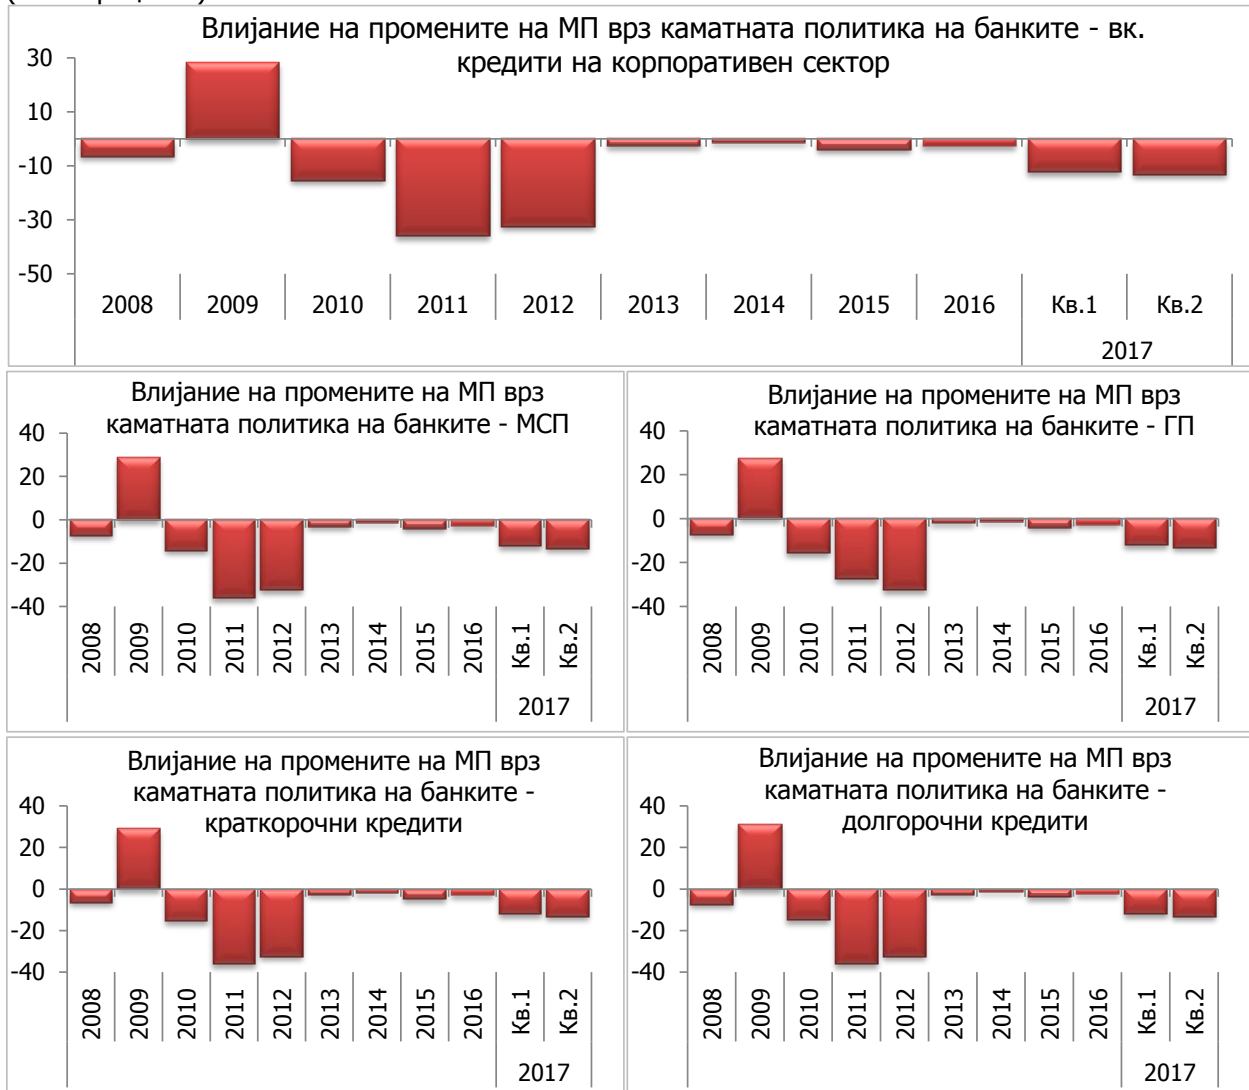 Влијание на промените на МП врз каматната политика на банките - вк.
кредити на корпоративен сектор
30
10
-10
-30
-50
2008 2009 2010 2011 2012 2013 2014 2015 2016 Кв.1 Кв.2
2017
Влијание на промените на МП врз
каматната политика на банките - МСП
40
20
0
-20
-40
2008 2009 2010 2011 2012 2013 2014 2015 2016 Кв.1 Кв.2
2017
Влијание на промените на МП врз
каматната политика на банките - ГП
40
20
0
-20
-40
2008 2009 2010 2011 2012 2013 2014 2015 2016 Кв.1 Кв.2
2017
Влијание на промените на МП врз
каматната политика на банките -
краткорочни кредити
40
20
0
-20
-40
2008 2009 2010 2011 2012 2013 2014 2015 2016 Кв.1 Кв.2
2017
Влијание на промените на МП врз
каматната политика на банките -
долгорочни кредити
40
20
0
-20
-40
2008 2009 2010 2011 2012 2013 2014 2015 2016 Кв.1 Кв.2
2017